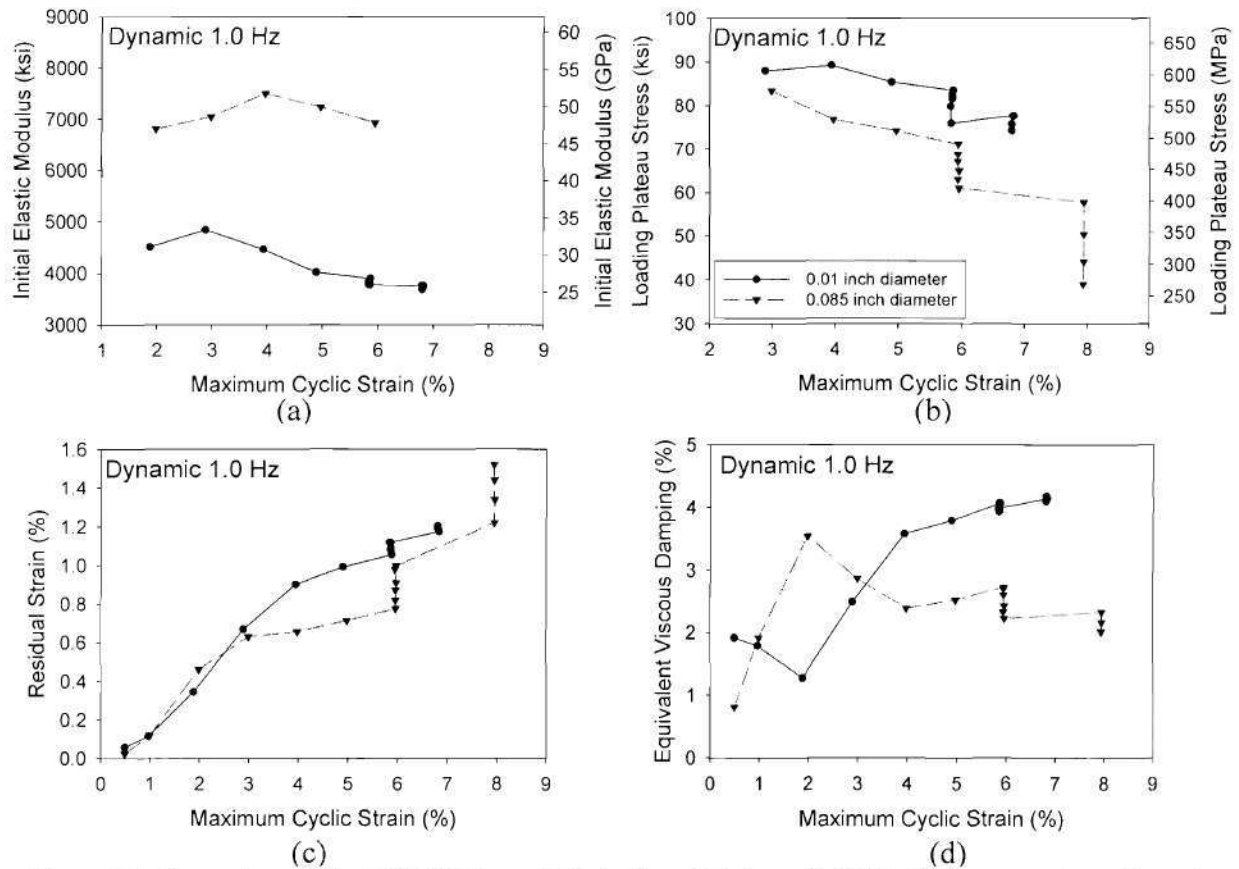 Dynamic 1.0 Hz
Initial Elastic Modulus (ksi)
9000
8000
7000
6000
5000
4000
3000
Initial Elastic Modulus (GPa)
60
55
50
45
40
35
30
25
1 2 3 4 5 6 7 8 9
Maximum Cyclic Strain (%)
(a)
Dynamic 1.0 Hz
Loading Plateau Stress (ksi)
100
90
80
70
60
50
40
30
Loading Plateau Stress (MPa)
650
600
550
500
450
400
350
300
250
0.01 inch diameter
0.085 inch diameter
2 3 4 5 6 7 8 9
Maximum Cyclic Strain (%)
(b)
Dynamic 1.0 Hz
Residual Strain (%)
1.6
1.4
1.2
1.0
0.8
0.6
0.4
0.2
0.0
0 1 2 3 4 5 6 7 8 9
Maximum Cyclic Strain (%)
(c)
Dynamic 1.0 Hz
Equivalent Viscous Damping (%)
5
4
3
2
1
0
0 1 2 3 4 5 6 7 8 9
Maximum Cyclic Strain (%)
(d)